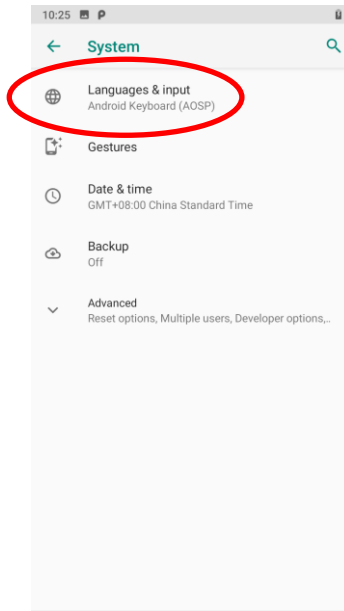 10:25
System
Languages & input
Android Keyboard (AOSP)
Gestures
Date & time
GMT+08:00 China Standard Time
Backup
Off
Advanced
Reset options, Multiple users, Developer options,..